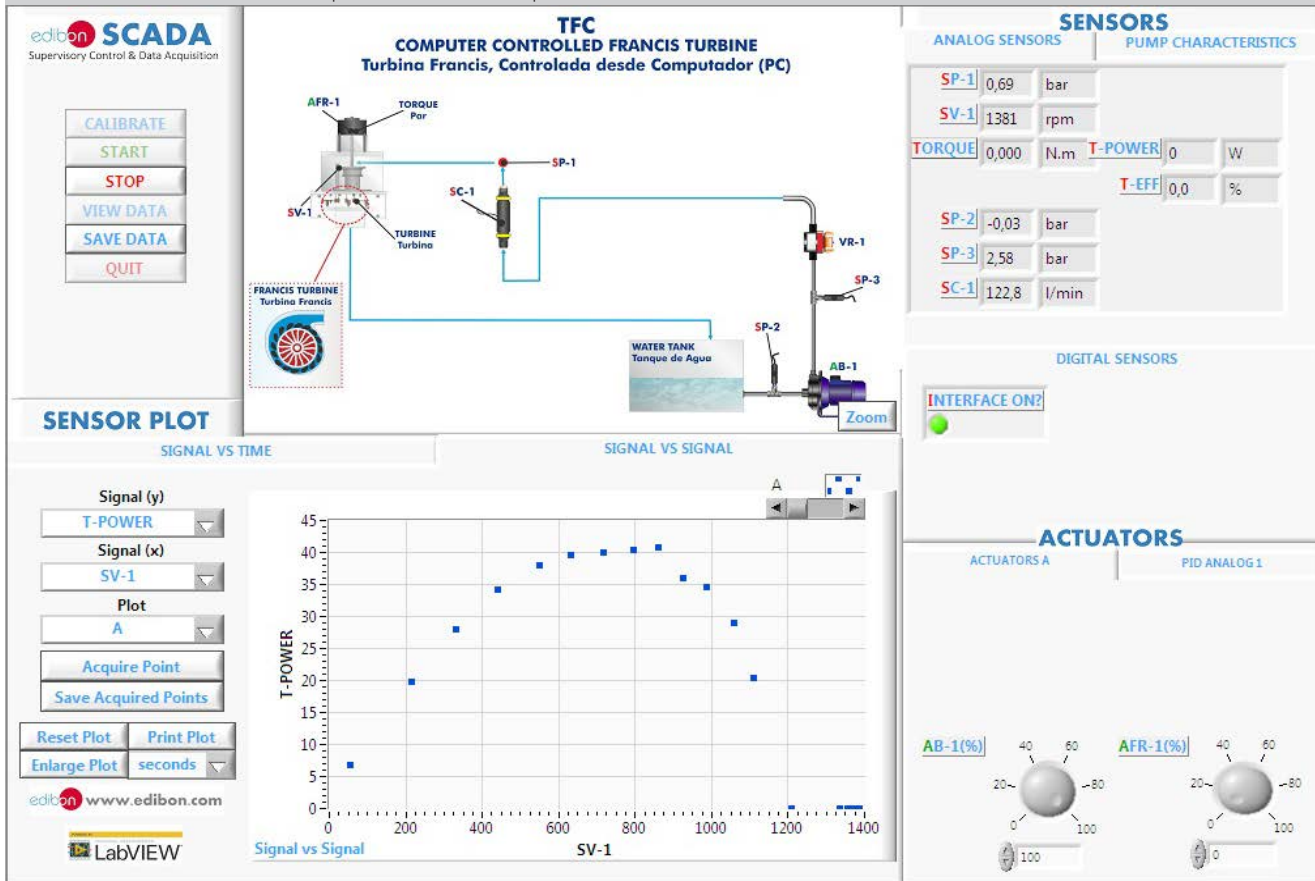 edibon SCADA
Supervisory Control & Data Acquisition
CALIBRATE
START
STOP
VIEW DATA
SAVE DATA
QUIT
TFC
COMPUTER CONTROLLED FRANCIS TURBINE
Turbina Francis, Controlada desde Computador (PC)
AFR-1
TORQUE
Par
SP-1
SC-1
SV-1
TURBINE
Turbina
FRANCIS TURBINE
Turbina Francis
VR-1
SP-3
SP-2
WATER TANK
Tanque de Agua
AB-1
Zoom
SENSORS
ANALOG SENSORS
PUMP CHARACTERISTICS
SP-1 0,69 bar
SV-1 1381 rpm
TORQUE 0,000 N.m T-POWER 0 W
T-EFF 0,0 %
SP-2 -0,03 bar
SP-3 2,58 bar
SC-1 122,8 l/min
DIGITAL SENSORS
INTERFACE ON?
SENSOR PLOT
SIGNAL VS TIME
SIGNAL VS SIGNAL
Signal (y)
T-POWER
Signal (x)
SV-1
Plot
A
Acquire Point
Save Acquired Points
Reset Plot Print Plot
Enlarge Plot seconds
edibon www.edibon.com
LabVIEW
A
T-POWER
45
40
35
30
25
20
15
10
5
0
0 200 400 600 800 1000 1200 1400
SV-1
Signal vs Signal
ACTUATORS
ACTUATORS A
PID ANALOG 1
AB-1(%)
0 20 40 60 80 100
100
AFR-1(%)
0 20 40 60 80 100
0